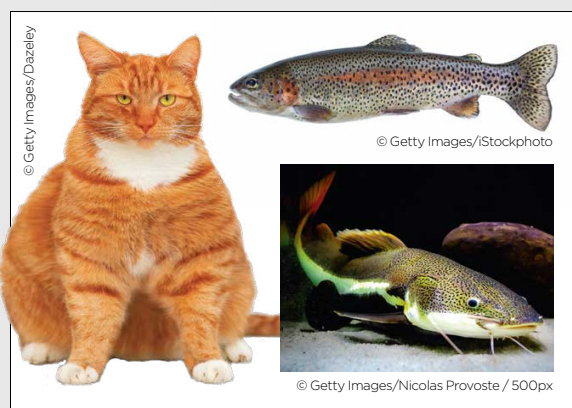 © Getty Images/Dazeley
© Getty Images/iStockphoto
© Getty Images/Nicolas Provoste / 500px